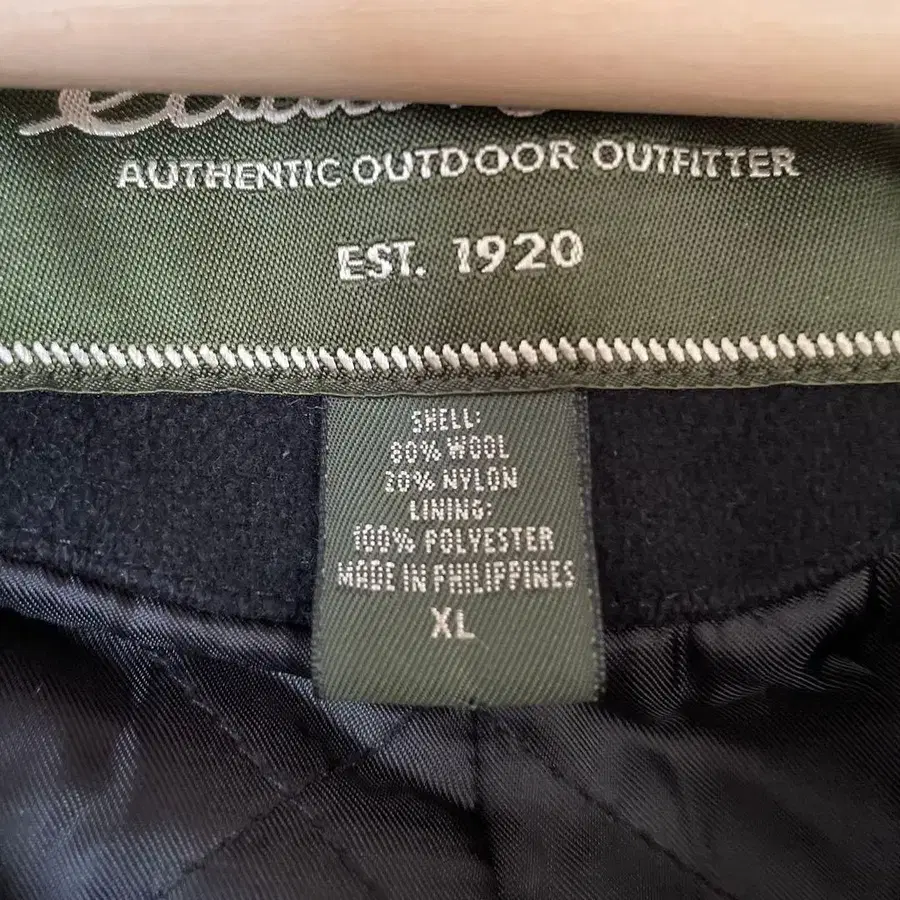 AUTHENTIC OUTDOOR OUTFITTER
EST. 1920
SHELL:
80% WOOL
20% NYLON
LINING:
100% POLYESTER
MADE IN PHILIPPINES
XL